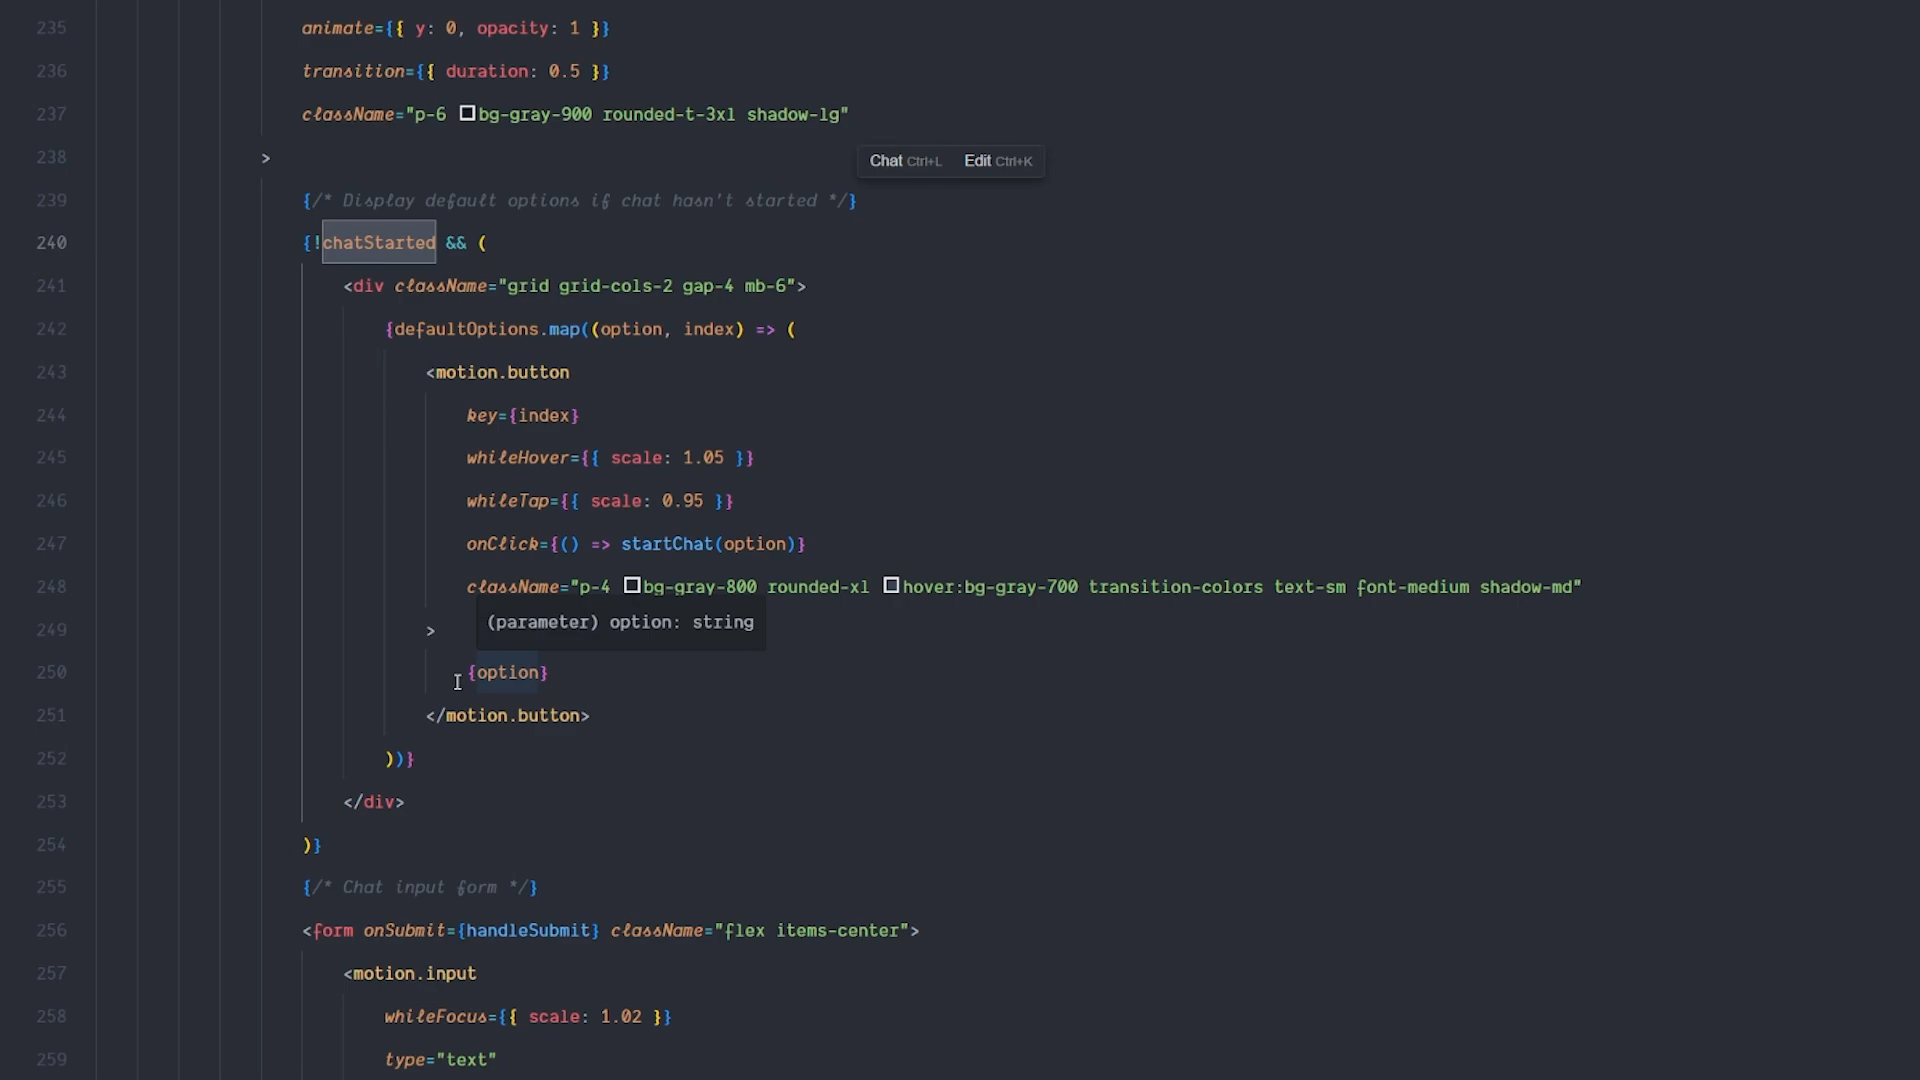 235 animate={{ y: 0, opacity: 1 }}
236 transition={{ duration: 0.5 }}
237 className="p-6 bg-gray-900 rounded-t-3xl shadow-lg"
238 >
Chat Ctrl+L Edit Ctrl+K
239 {/* Display default options if chat hasn't started */}
240 {!chatStarted && (
241 <div className="grid grid-cols-2 gap-4 mb-6">
242 {defaultOptions.map((option, index) => (
243 <motion.button
244 key={index}
245 whileHover={{ scale: 1.05 }}
246 whileTap={{ scale: 0.95 }}
247 onClick={() => startChat(option)}
248 className="p-4 bg-gray-800 rounded-xl hover:bg-gray-700 transition-colors text-sm font-medium shadow-md"
(parameter) option: string
249 >
250 {option}
251 </motion.button>
252 ))}
253 </div>
254 )}
255 {/* Chat input form */}
256 <form onSubmit={handleSubmit} className="flex items-center">
257 <motion.input
258 whileFocus={{ scale: 1.02 }}
259 type="text"